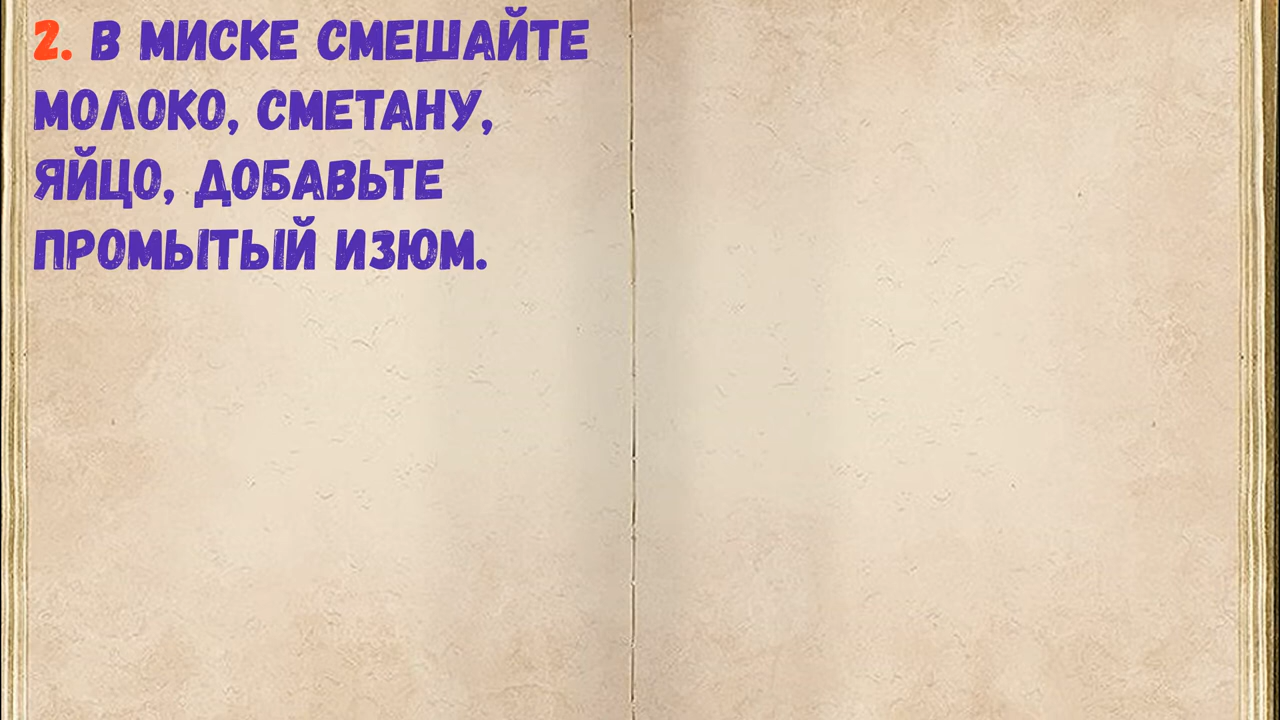 2. В МИСКЕ СМЕШАЙТЕ
МОЛОКО, СМЕТАНУ,
ЯЙЦО, ДОБАВЬТЕ
ПРОМЫТЫЙ ИЗЮМ.